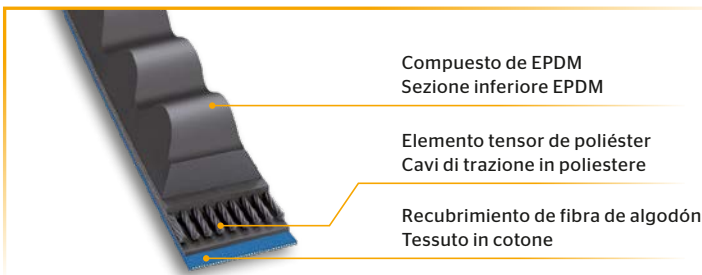 Compuesto de EPDM
Sezione inferiore EPDM
Elemento tensor de poliéster
Cavi di trazione in poliestere
Recubrimiento de fibra de algodón
Tessuto in cotone